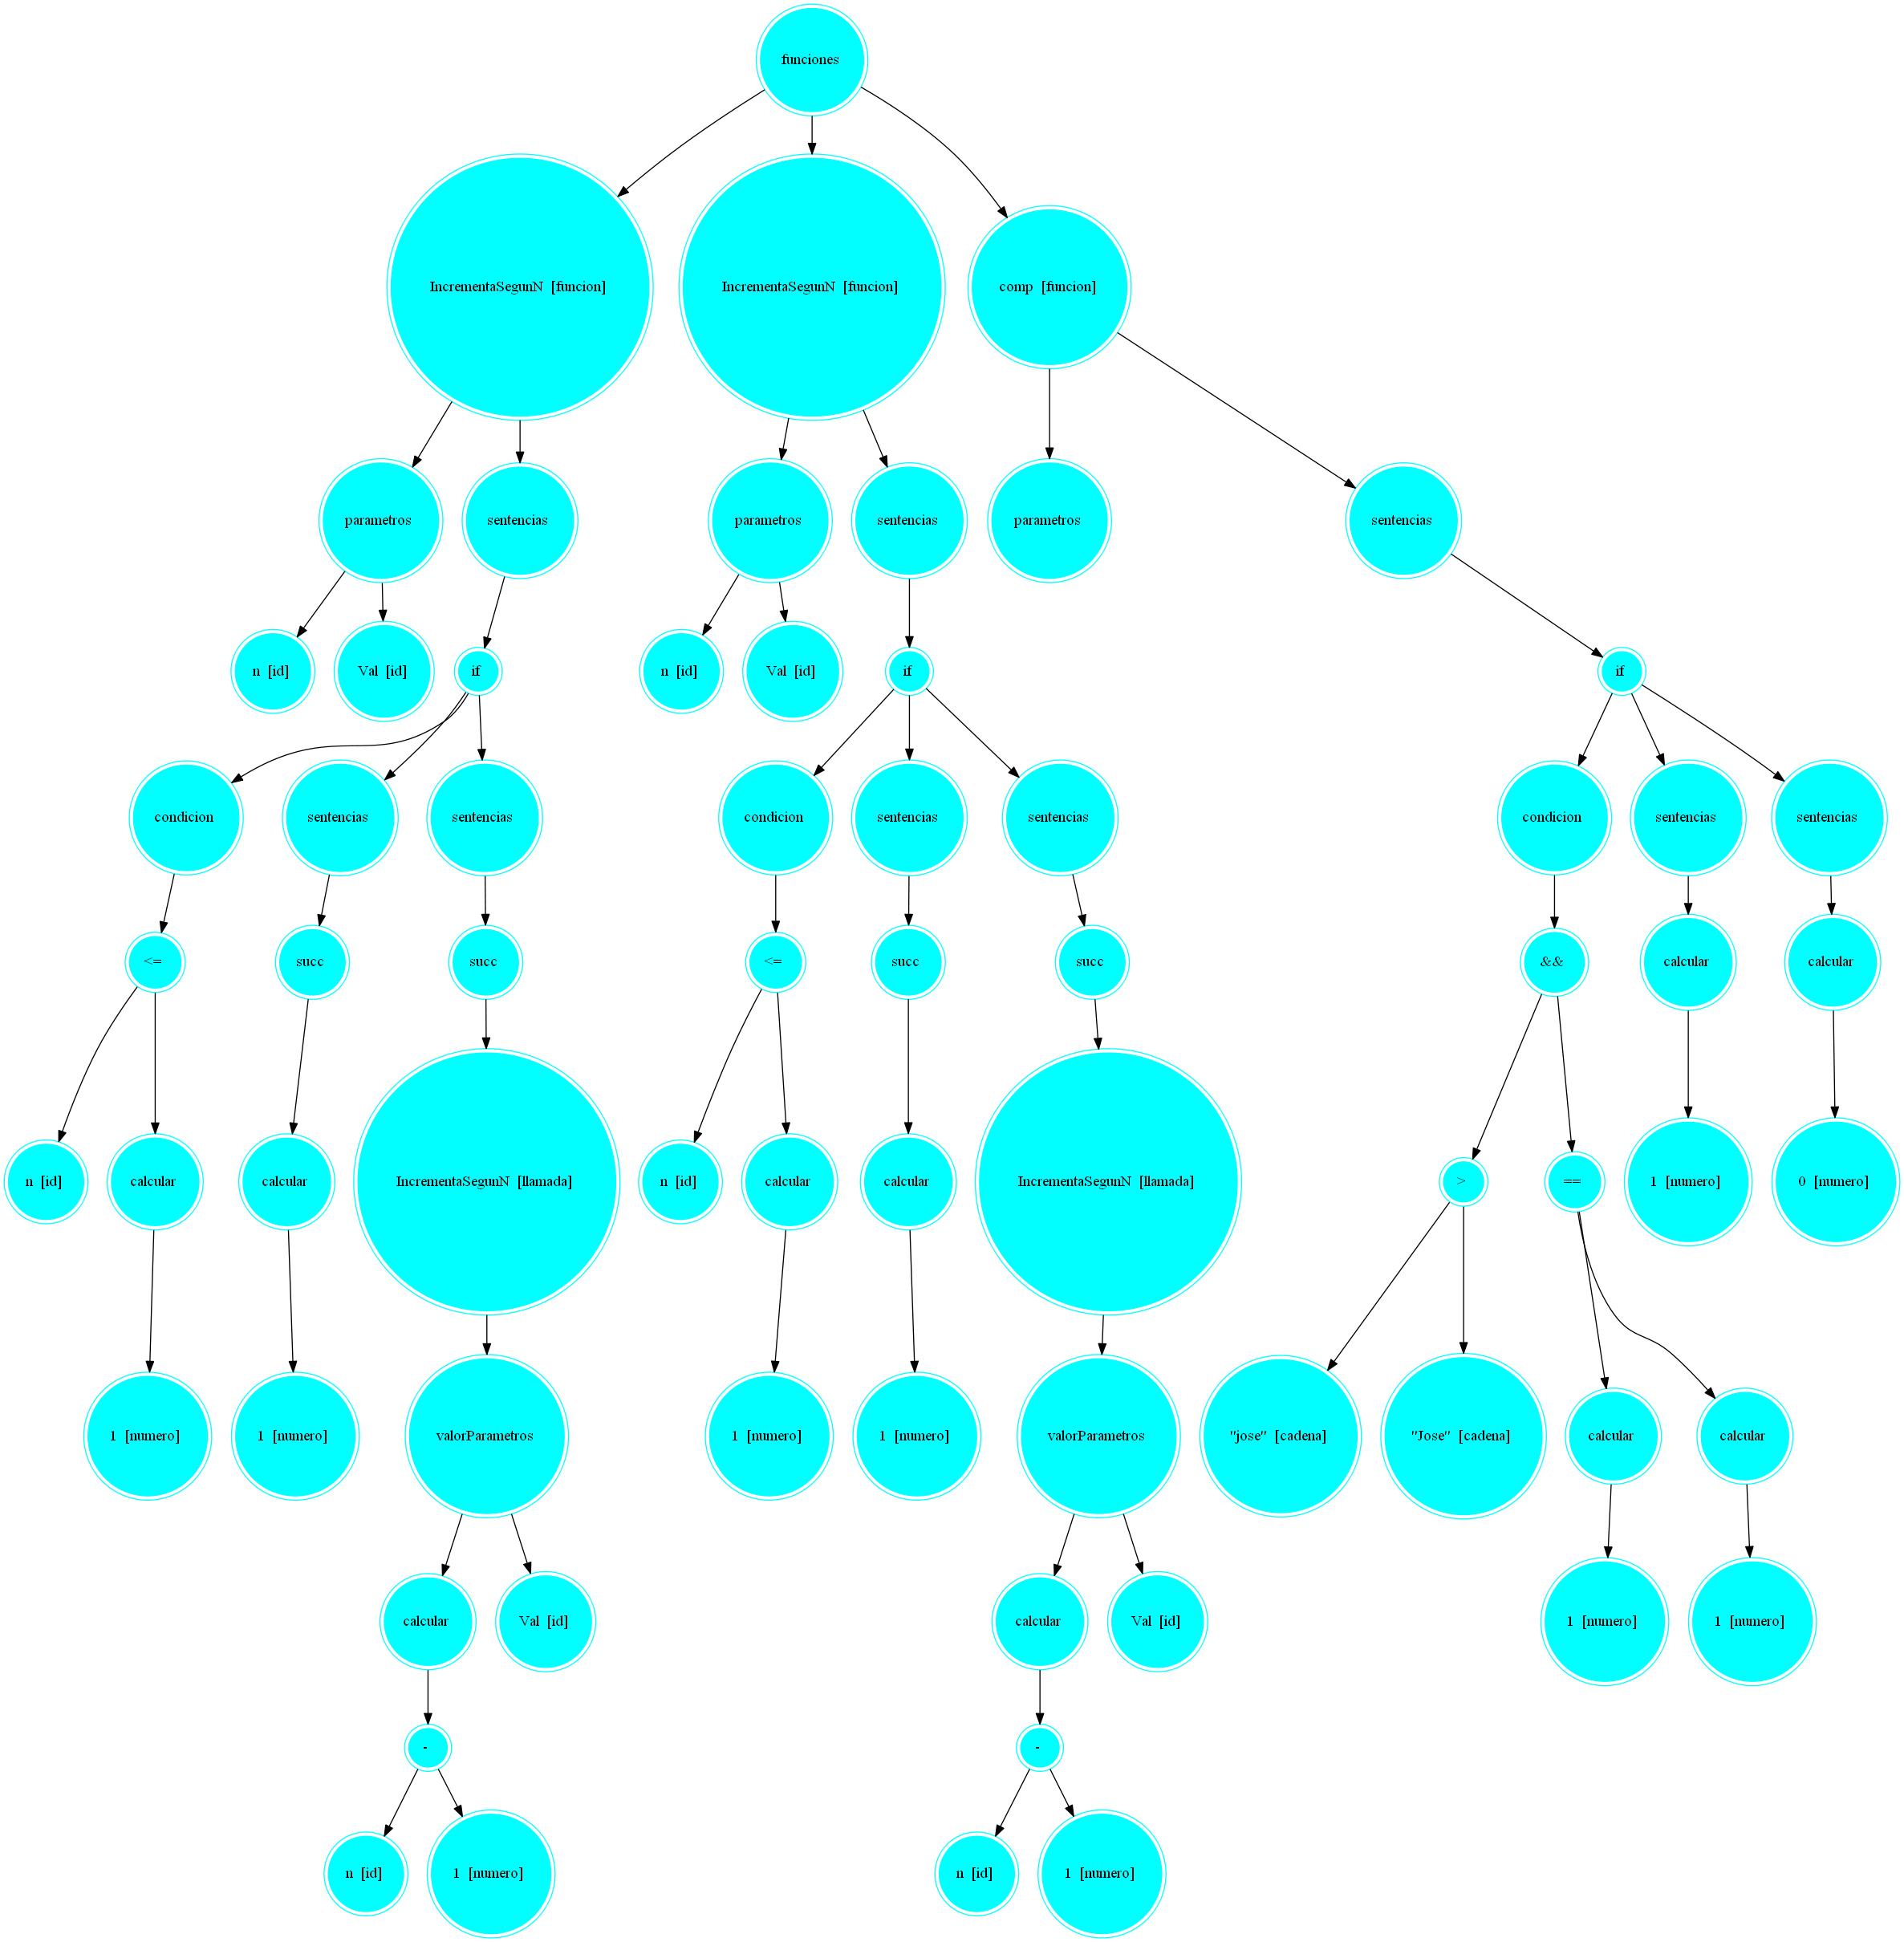 funciones
IncrementaSegunN [funcion]
IncrementaSegunN [funcion]
comp [funcion]
parametros
sentencias
parametros
sentencias
parametros
sentencias
n [id]
Val [id]
if
n [id]
Val [id]
if
if
condicion
sentencias
sentencias
condicion
sentencias
sentencias
condicion
sentencias
sentencias
<=
succ
succ
<=
succ
succ
&&
calcular
calcular
n [id]
calcular
calcular
IncrementaSegunN [llamada]
n [id]
calcular
calcular
IncrementaSegunN [llamada]
>
==
1 [numero]
0 [numero]
1 [numero]
1 [numero]
valorParametros
1 [numero]
1 [numero]
valorParametros
"jose" [cadena]
"Jose" [cadena]
calcular
calcular
calcular
Val [id]
calcular
Val [id]
1 [numero]
1 [numero]
-
-
n [id]
1 [numero]
n [id]
1 [numero]